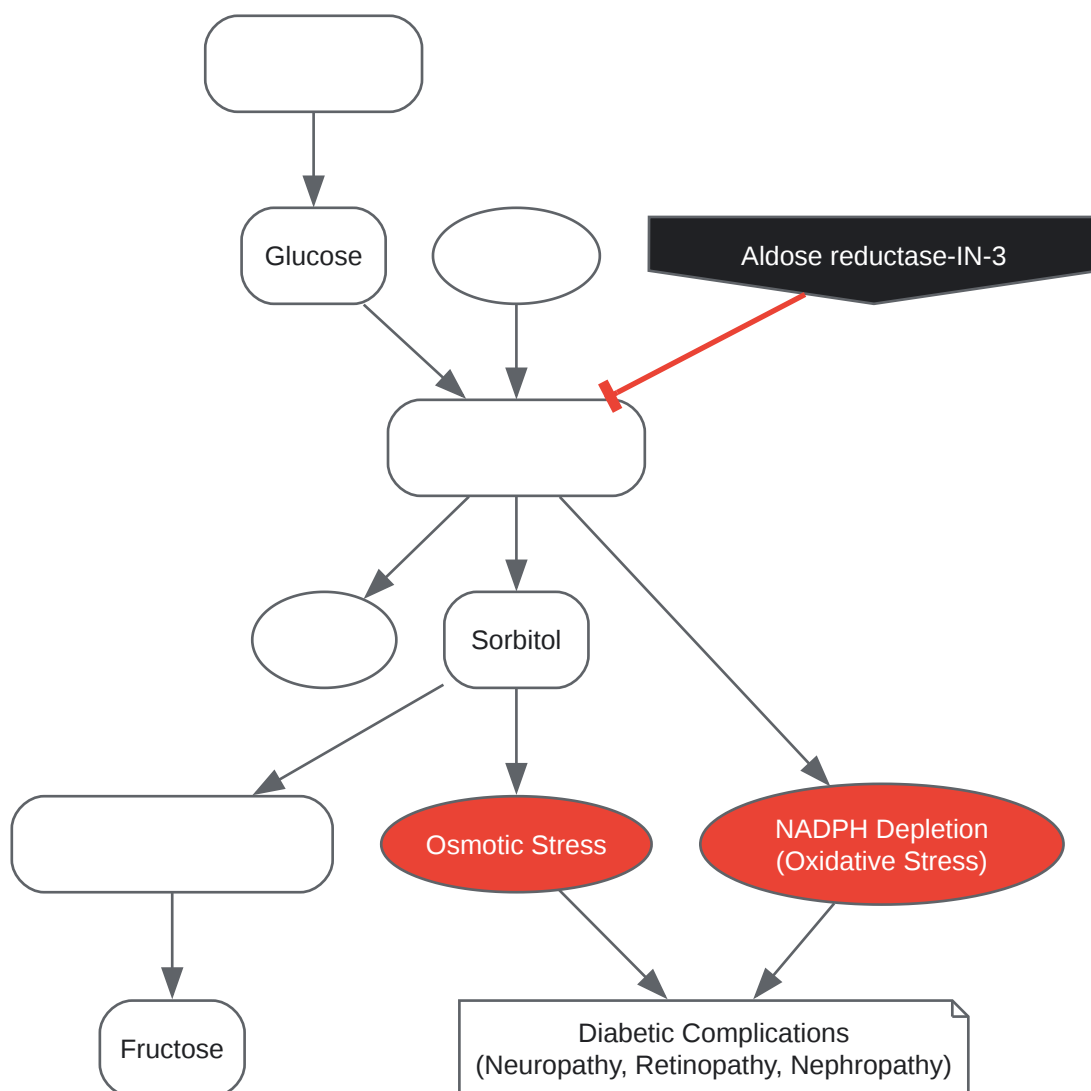 Glucose
Aldose reductase-IN-3
Sorbitol
Osmotic Stress
NADPH Depletion
(Oxidative Stress)
Fructose
Diabetic Complications
(Neuropathy, Retinopathy, Nephropathy)